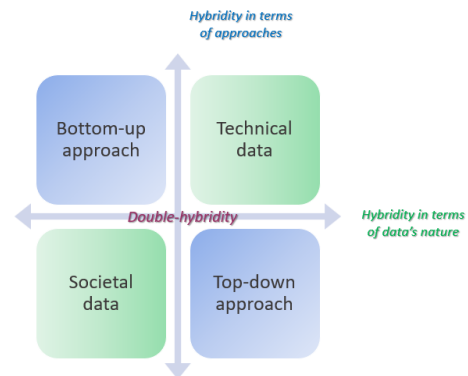 Hybridity in terms
of approaches
Bottom-up
approach
Technical
data
Double-hybridity
Hybridity in terms
of data's nature
Societal
data
Top-down
approach